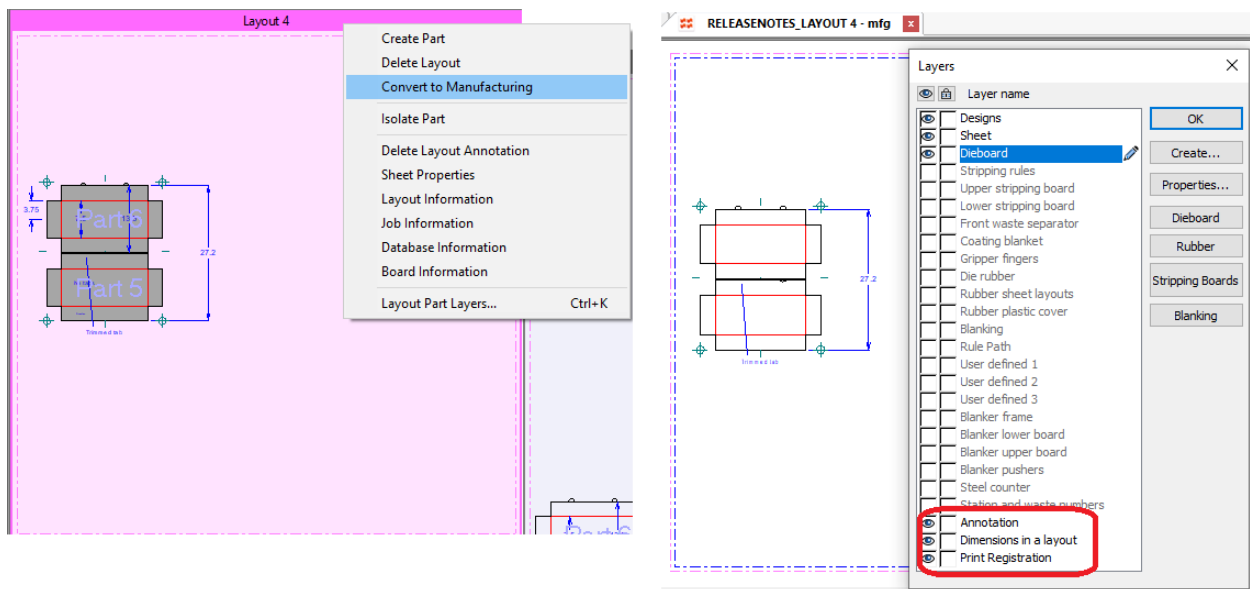 Layout 4
Create Part
Delete Layout
Convert to Manufacturing
Isolate Part
Delete Layout Annotation
Sheet Properties
Layout Information
Job Information
Database Information
Board Information
Layout Part Layers... Ctrl+K
3.75
Part 6
27.2
Part 5
Trimmed tab
RELEASENOTES_LAYOUT 4 - mfg
27.2
Trimmed tab
Layers
Layer name
Designs
Sheet
Dieboard
Stripping rules
Upper stripping board
Lower stripping board
Front waste separator
Coating blanket
Gripper fingers
Die rubber
Rubber sheet layouts
Rubber plastic cover
Blanking
Rule Path
User defined 1
User defined 2
User defined 3
Blanker frame
Blanker lower board
Blanker upper board
Blanker pushers
Steel counter
Station and waste numbers
Annotation
Dimensions in a layout
Print Registration
OK
Create...
Properties...
Dieboard
Rubber
Stripping Boards
Blanking